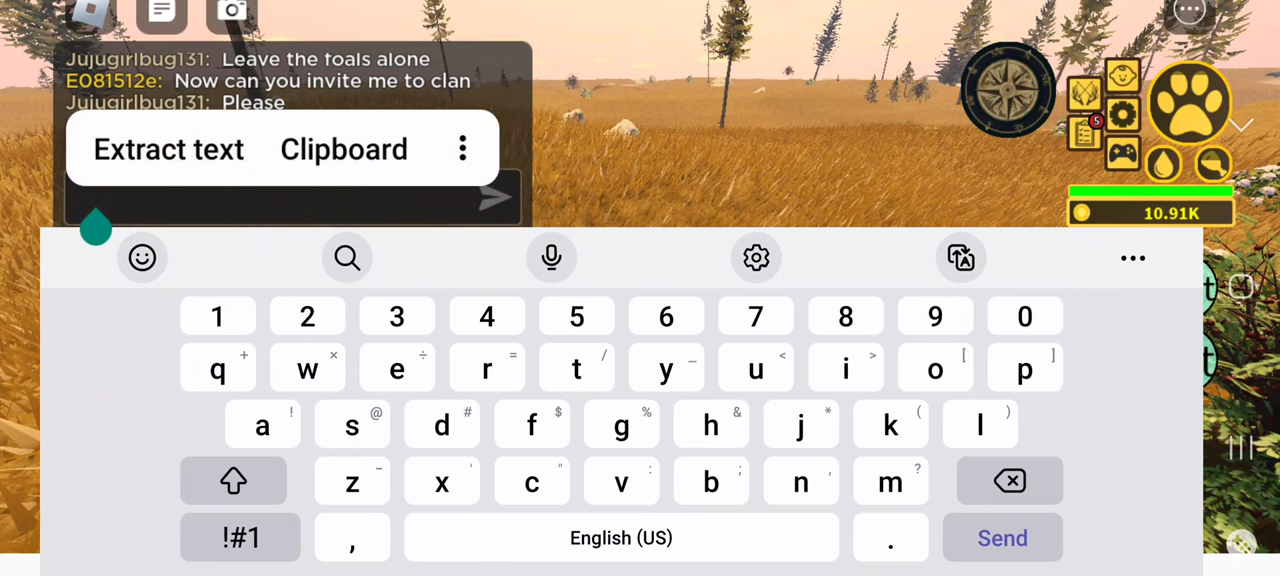 Jujugirlbug131: Leave the foals alone
E081512e: Now can you invite me to clan
Jujugirlbug131: Please
Extract text Clipboard
5
10.91K
1 2 3 4 5 6 7 8 9 0
q + w × e ÷ r = t / y _ u < i > o [ p ]
a ! s @ d # f $ g % h & j * k ( l )
z - x ' c " v : b ; n , m ?
!#1 , English (US) . Send
t
t